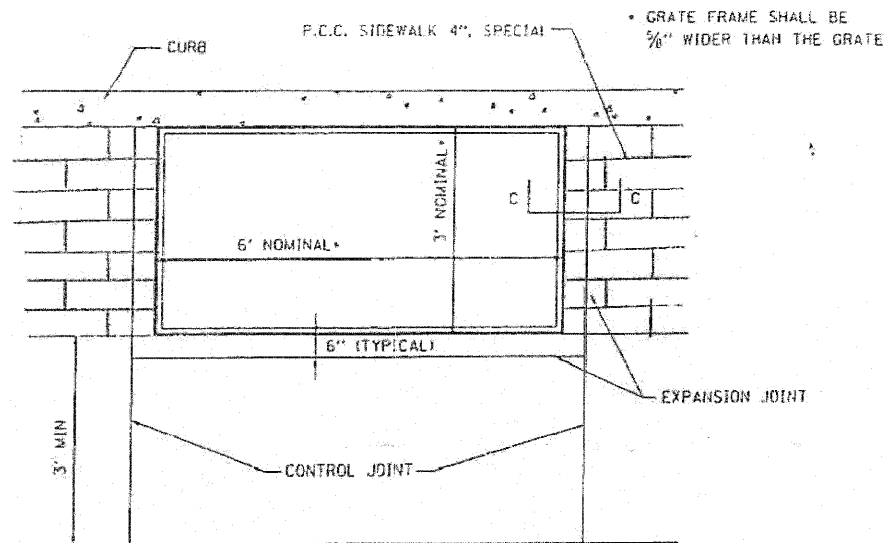 * GRATE FRAME SHALL BE
5/8" WIDER THAN THE GRATE
P.C.C. SIDEWALK 4", SPECIAL
CURB
3' NOMINAL*
C C
6' NOMINAL*
6" (TYPICAL)
EXPANSION JOINT
3' MIN
CONTROL JOINT